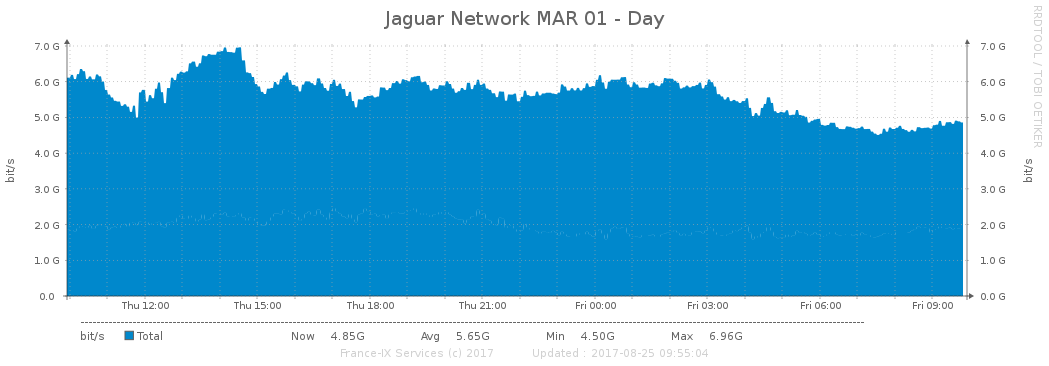 Jaguar Network MAR 01 - Day
RRDTOOL / TOBI OETIKER
bit/s
bit/s
7.0 G 7.0 G
6.0 G 6.0 G
5.0 G 5.0 G
4.0 G 4.0 G
3.0 G 3.0 G
2.0 G 2.0 G
1.0 G 1.0 G
0.0 0.0 G
Thu 12:00 Thu 15:00 Thu 18:00 Thu 21:00 Fri 00:00 Fri 03:00 Fri 06:00 Fri 09:00
bit/s Total Now 4.85G Avg 5.65G Min 4.50G Max 6.96G
France-IX Services (c) 2017 Updated : 2017-08-25 09:55:04